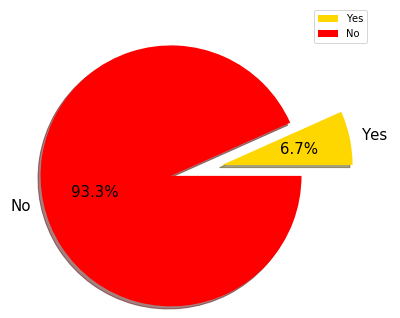 Yes
No
Yes
6.7%
93.3%
No